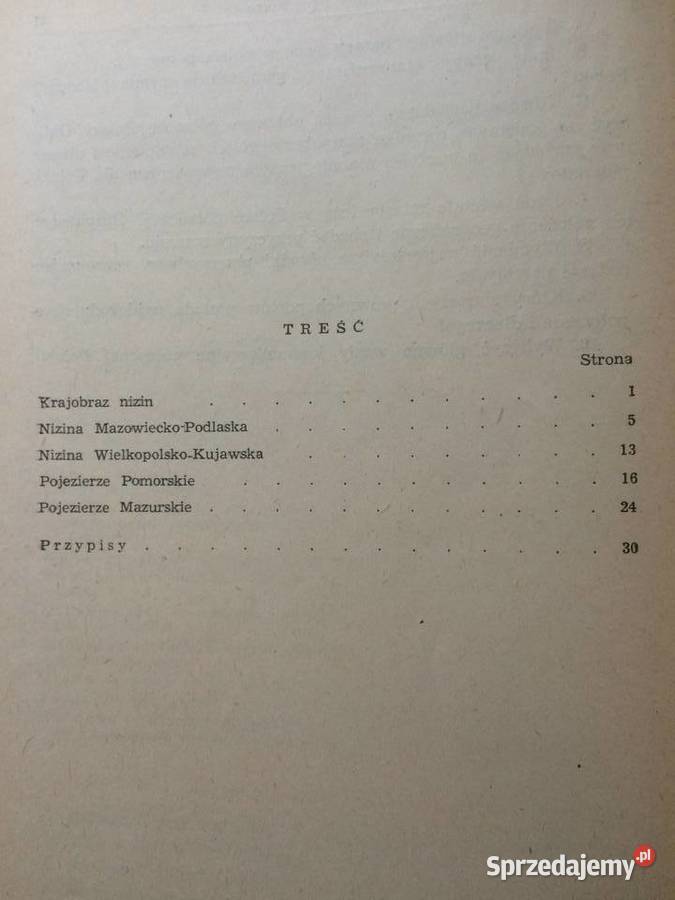 TREŚĆ
Strona
Krajobraz nizin . . . . . . . . . . . . 1
Nizina Mazowiecko-Podlaska . . . . . . . . . . 5
Nizina Wielkopolsko-Kujawska . . . . . . . . . 13
Pojezierze Pomorskie . . . . . . . . . . . 16
Pojezierze Mazurskie . . . . . . . . . . . . 24
Przypisy . . . . . . . . . . . . . . 30
Sprzedajemy.pl